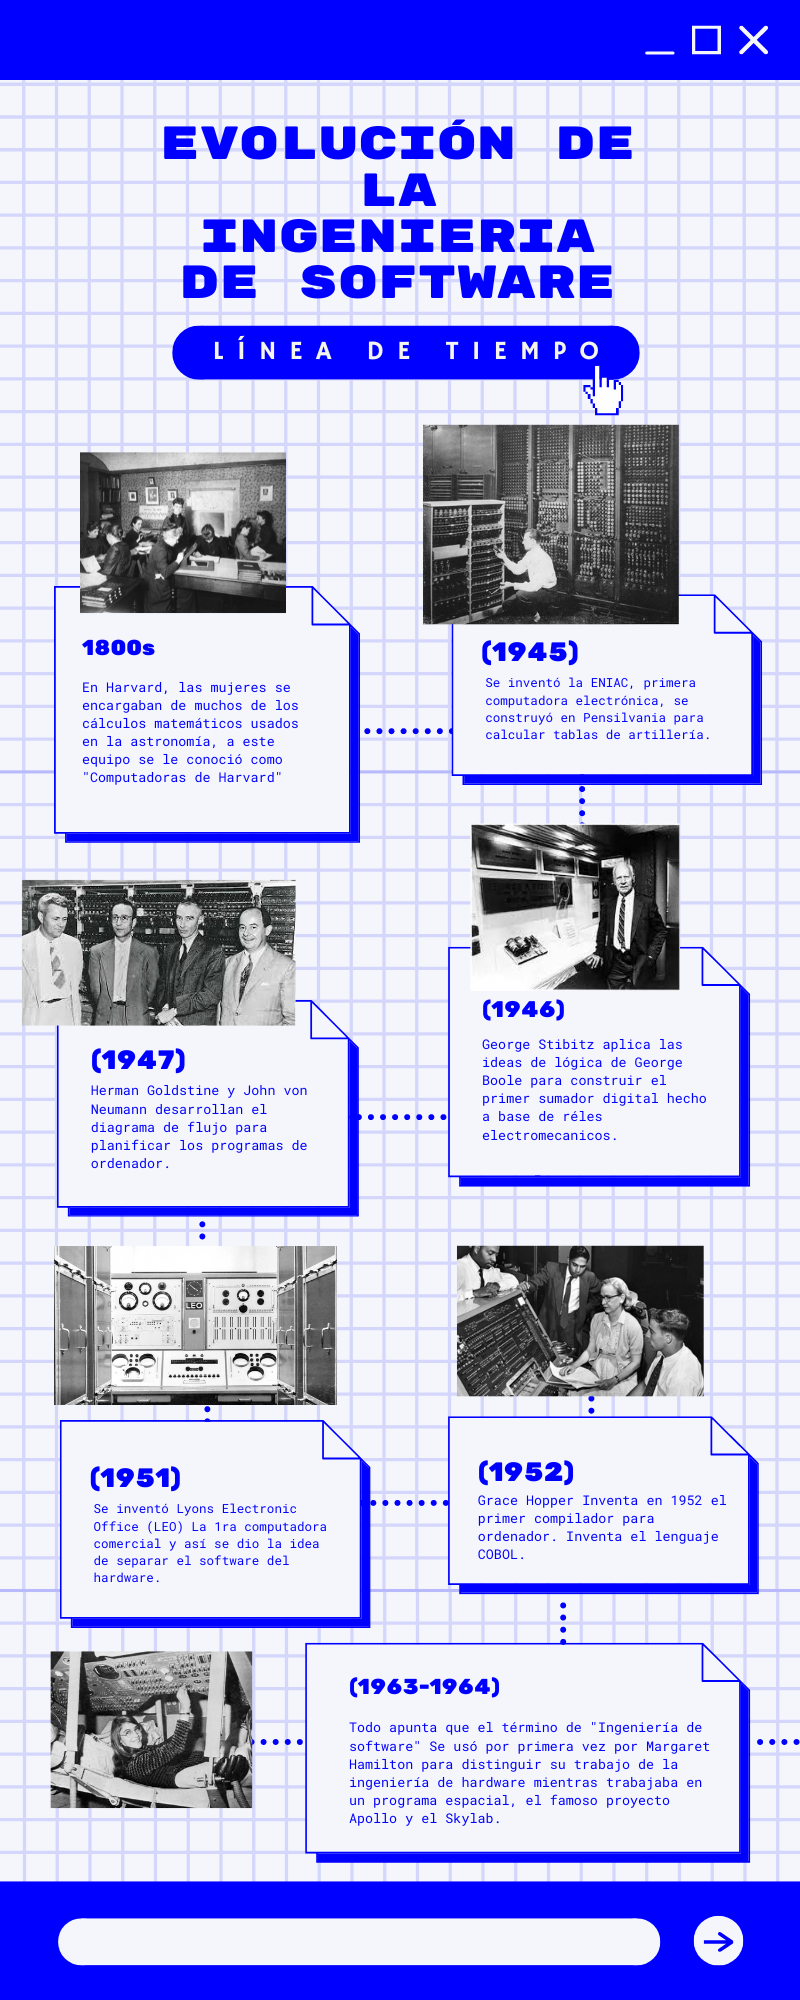 EVOLUCIÓN DE
LA
INGENIERIA
DE SOFTWARE
LÍNEA DE TIEMPO
1800s
En Harvard, las mujeres se
encargaban de muchos de los
cálculos matemáticos usados
en la astronomía, a este
equipo se le conoció como
"Computadoras de Harvard"
(1945)
Se inventó la ENIAC, primera
computadora electrónica, se
construyó en Pensilvania para
calcular tablas de artillería.
(1946)
George Stibitz aplica las
ideas de lógica de George
Boole para construir el
primer sumador digital hecho
a base de réles
electromecanicos.
(1947)
Herman Goldstine y John von
Neumann desarrollan el
diagrama de flujo para
planificar los programas de
ordenador.
LEO
(1951)
Se inventó Lyons Electronic
Office (LEO) La 1ra computadora
comercial y así se dio la idea
de separar el software del
hardware.
(1952)
Grace Hopper Inventa en 1952 el
primer compilador para
ordenador. Inventa el lenguaje
COBOL.
(1963-1964)
Todo apunta que el término de "Ingeniería de
software" Se usó por primera vez por Margaret
Hamilton para distinguir su trabajo de la
ingeniería de hardware mientras trabajaba en
un programa espacial, el famoso proyecto
Apollo y el Skylab.